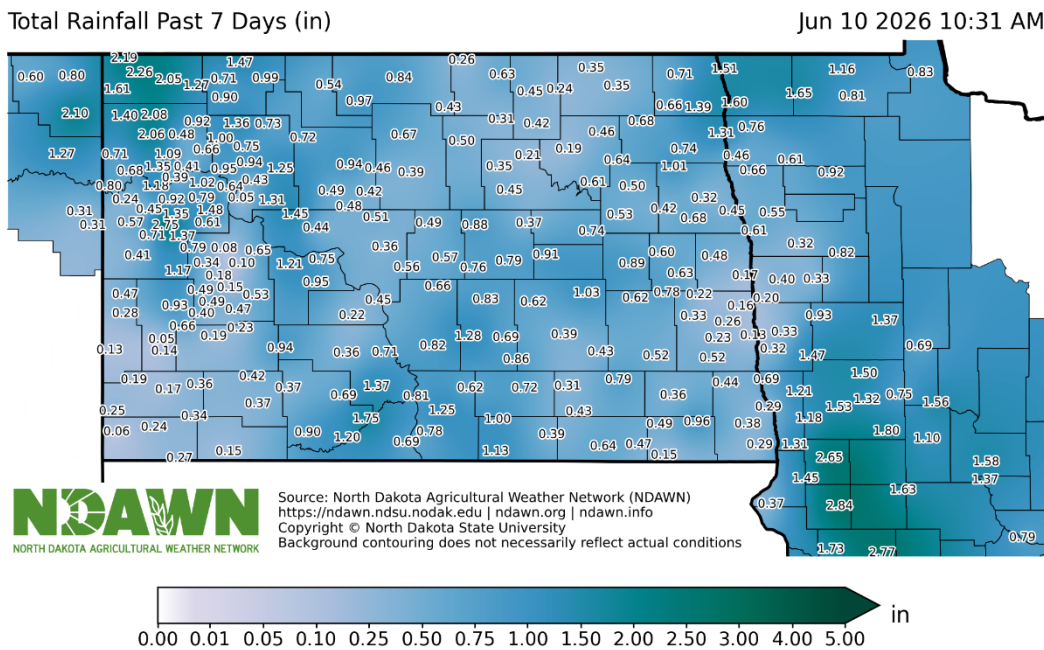 Total Rainfall Past 7 Days (in) Jun 10 2026 10:31 AM
2.19 1.47 0.26
0.60 0.80 2.26 2.05 1.27 0.71 0.99 0.54 0.84 0.63 0.35 0.71 1.51 1.16 0.83
1.61 0.90 0.97 0.45 0.24 0.35 1.65 0.81
2.10 1.40 2.08 0.43 0.66 1.39 1.60
0.92 1.36 0.73 0.31 0.42 0.68 0.76
2.06 0.48 1.00 0.72 0.67 0.50 0.46 1.31
1.27 0.71 1.09 0.66 0.75 0.21 0.19 0.74 0.46 0.61
0.68 1.35 0.41 0.95 0.94 1.25 0.94 0.46 0.39 0.35 0.64 1.01 0.66 0.92
0.80 1.18 0.39 1.02 0.64 0.43 0.49 0.42 0.45 0.61 0.50
0.24 0.92 0.79 0.05 1.31 0.48 0.32
0.31 0.45 1.35 1.48 1.45 0.51 0.53 0.42 0.68 0.45 0.55
0.31 0.57 2.75 0.61 0.44 0.49 0.88 0.37 0.74 0.61
0.71 1.37
0.41 0.79 0.08 0.65 0.36 0.57 0.79 0.91 0.60 0.48 0.32 0.82
1.17 0.34 0.10 1.21 0.75 0.56 0.76 0.89 0.63 0.17 0.40 0.33
0.18 0.95
0.47 0.49 0.15 0.53 0.45 0.66 0.83 0.62 1.03 0.62 0.78 0.22 0.16 0.20
0.28 0.93 0.49 0.40 0.47 0.22 0.33 0.26 0.93 1.37
0.66 0.19 0.23 1.28 0.69 0.39 0.23 0.13 0.33
0.13 0.05 0.14 0.94 0.36 0.71 0.82 0.86 0.43 0.52 0.52 0.32 1.47 0.69
0.19 0.17 0.36 0.42 0.37 1.37 0.62 0.72 0.31 0.79 0.44 0.69 1.50
0.37 0.69 0.81 0.36 1.21 1.32 0.75 1.56
0.25 0.34 1.75 1.25 1.00 0.43 0.49 0.96 0.38 0.29 1.18 1.53
0.06 0.24 0.90 1.20 0.69 0.78 0.39 0.64 0.47 0.29 1.31 1.80 1.10
0.27 0.15 1.13 0.15 2.65 1.58
1.45 1.63 1.37
0.37 2.84
1.73 2.77 0.79
NDAWN
NORTH DAKOTA AGRICULTURAL WEATHER NETWORK
Source: North Dakota Agricultural Weather Network (NDAWN)
https://ndawn.ndsu.nodak.edu | ndawn.org | ndawn.info
Copyright © North Dakota State University
Background contouring does not necessarily reflect actual conditions
in
0.00 0.01 0.05 0.10 0.25 0.50 0.75 1.00 1.50 2.00 2.50 3.00 4.00 5.00